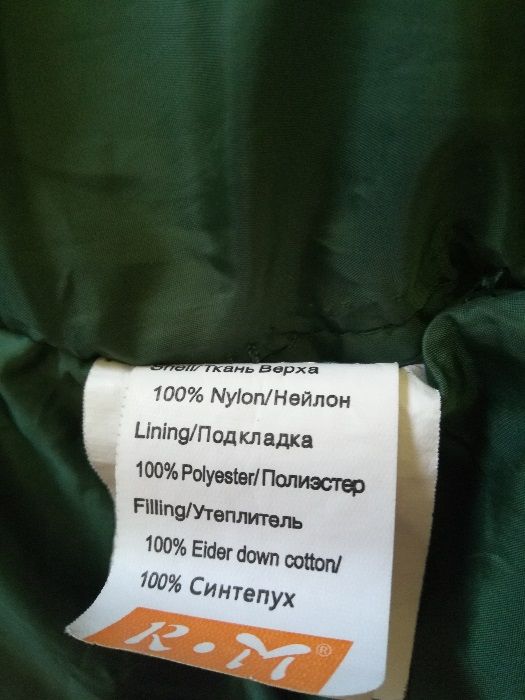 Shell/Ткань Верха
100% Nylon/Нейлон
Lining/Подкладка
100% Polyester/Полиэстер
Filling/Утеплитель
100% Eider down cotton/
100% Синтепух
R·M®